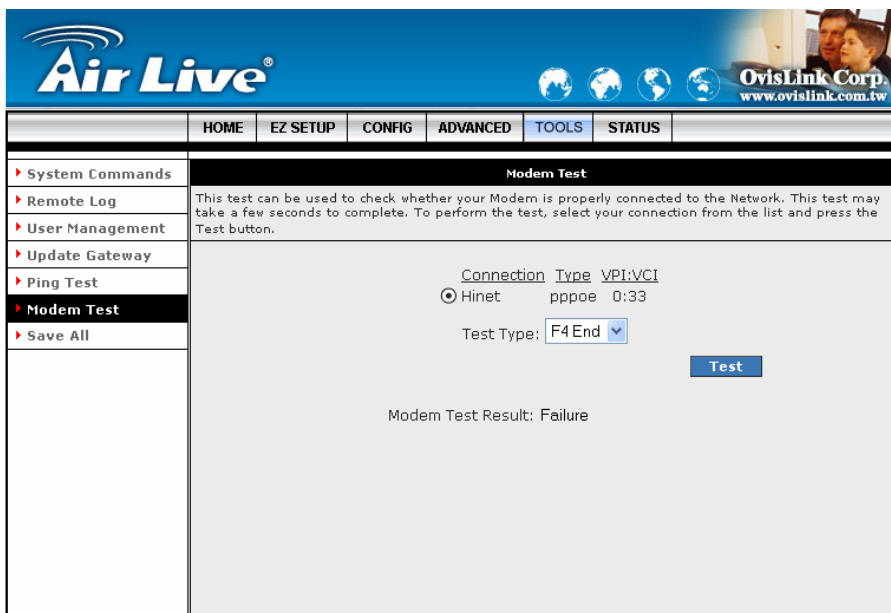 Air Live®
OvisLink Corp.
www.ovislink.com.tw
HOME EZ SETUP CONFIG ADVANCED TOOLS STATUS
System Commands
Remote Log
User Management
Update Gateway
Ping Test
Modem Test
Save All
Modem Test
This test can be used to check whether your Modem is properly connected to the Network. This test may
take a few seconds to complete. To perform the test, select your connection from the list and press the
Test button.
Connection Type VPI:VCI
Hinet pppoe 0:33
Test Type: F4 End
Test
Modem Test Result: Failure